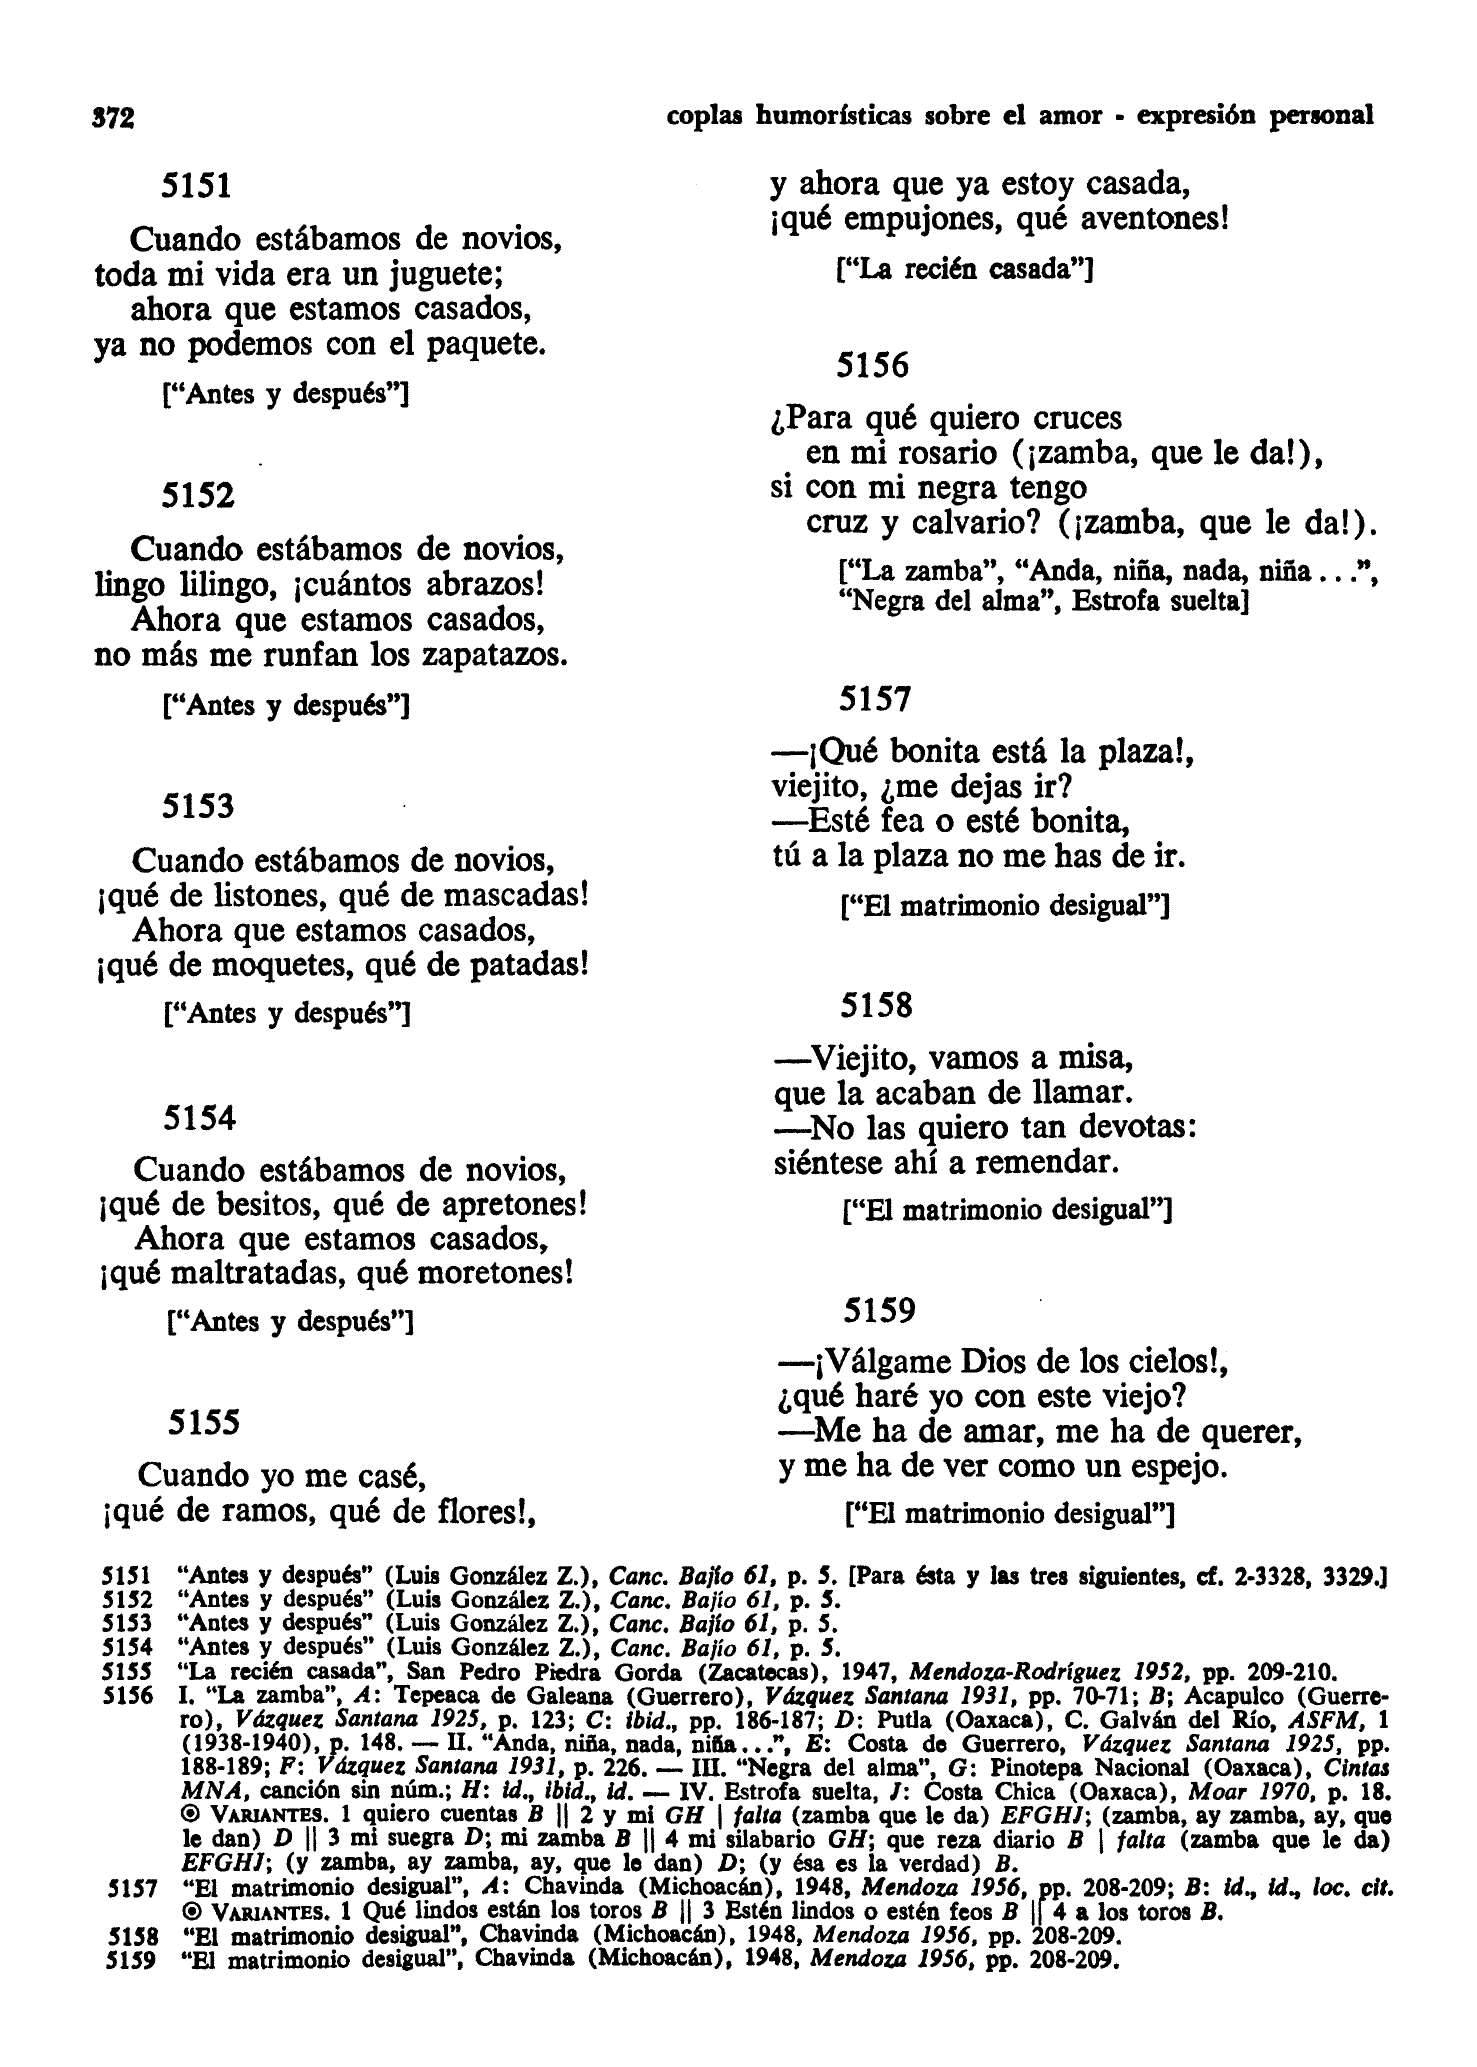 372
coplas humorísticas sobre el amor - expresión personal
5151
Cuando estábamos de novios,
toda mi vida era un juguete;
ahora que estamos casados,
ya no podemos con el paquete.
[“Antes y después”]
5152
Cuando estábamos de novios,
lingo lilingo, ¡cuántos abrazos!
Ahora que estamos casados,
no más me runfan los zapatazos.
[“Antes y después”]
5153
Cuando estábamos de novios,
¡qué de listones, qué de mascadas!
Ahora que estamos casados,
¡qué de moquetes, qué de patadas!
[“Antes y después”]
5154
Cuando estábamos de novios,
¡qué de besitos, qué de apretones!
Ahora que estamos casados,
¡qué maltratadas, qué moretones!
[“Antes y después”]
5155
Cuando yo me casé,
¡qué de ramos, qué de flores!,
y ahora que ya estoy casada,
¡qué empujones, qué aventones!
[“La recién casada”]
5156
¿Para qué quiero cruces
en mi rosario (¡zamba, que le da!),
si con mi negra tengo
cruz y calvario? (¡zamba, que le da!).
[“La zamba”, “Anda, niña, nada, niña...”,
“Negra del alma”, Estrofa suelta]
5157
—¡Qué bonita está la plaza!,
viejito, ¿me dejas ir?
—Esté fea o esté bonita,
tú a la plaza no me has de ir.
[“El matrimonio desigual”]
5158
—Viejito, vamos a misa,
que la acaban de llamar.
—No las quiero tan devotas:
siéntese ahí a remendar.
[“El matrimonio desigual”]
5159
—¡Válgame Dios de los cielos!,
¿qué haré yo con este viejo?
—Me ha de amar, me ha de querer,
y me ha de ver como un espejo.
[“El matrimonio desigual”]
5151 “Antes y después” (Luis González Z.), Canc. Bajío 61, p. 5. [Para ésta y las tres siguientes, cf. 2-3328, 3329.]
5152 “Antes y después” (Luis González Z.), Canc. Bajío 61, p. 5.
5153 “Antes y después” (Luis González Z.), Canc. Bajío 61, p. 5.
5154 “Antes y después” (Luis González Z.), Canc. Bajío 61, p. 5.
5155 “La recién casada”, San Pedro Piedra Gorda (Zacatecas), 1947, Mendoza-Rodríguez 1952, pp. 209-210.
5156 I. “La zamba”, A: Tepeaca de Galeana (Guerrero), Vázquez Santana 1931, pp. 70-71; B; Acapulco (Guerre-
ro), Vázquez Santana 1925, p. 123; C: ibid., pp. 186-187; D: Putla (Oaxaca), C. Galván del Río, ASFM, 1
(1938-1940), p. 148. — II. “Anda, niña, nada, niña...”, E: Costa de Guerrero, Vázquez Santana 1925, pp.
188-189; F: Vázquez Santana 1931, p. 226. — III. “Negra del alma”, G: Pinotepa Nacional (Oaxaca), Cintas
MNA, canción sin núm.; H: id., ibid., id. — IV. Estrofa suelta, J: Costa Chica (Oaxaca), Moar 1970, p. 18.
⊙ VARIANTES. 1 quiero cuentas B || 2 y mi GH | falta (zamba que le da) EFGHJ; (zamba, ay zamba, ay, que
le dan) D || 3 mi suegra D; mi zamba B || 4 mi silabario GH; que reza diario B | falta (zamba que le da)
EFGHJ; (y zamba, ay zamba, ay, que le dan) D; (y ésa es la verdad) B.
5157 “El matrimonio desigual”, A: Chavinda (Michoacán), 1948, Mendoza 1956, pp. 208-209; B: id., id., loc. cit.
⊙ VARIANTES. 1 Qué lindos están los toros B || 3 Estén lindos o estén feos B || 4 a los toros B.
5158 “El matrimonio desigual”, Chavinda (Michoacán), 1948, Mendoza 1956, pp. 208-209.
5159 “El matrimonio desigual”, Chavinda (Michoacán), 1948, Mendoza 1956, pp. 208-209.